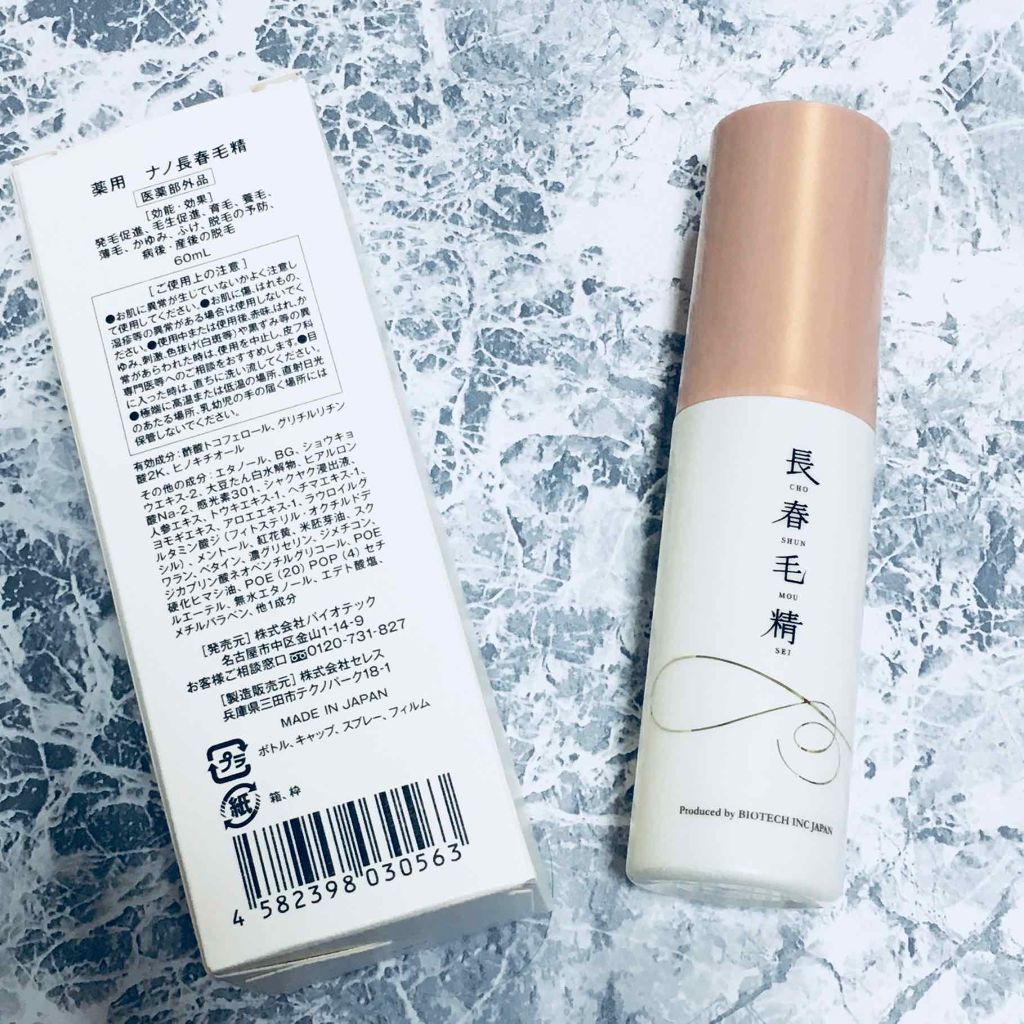 薬用 ナノ長春毛精
医薬部外品
[効能・効果]
発毛促進、毛生促進、育毛、養毛、
薄毛、かゆみ、ふけ、脱毛の予防、
病後・産後の脱毛
60mL
[ご使用上の注意]
●お肌に異常が生じていないかよく注意し
て使用してください。●お肌に傷、はれもの、
湿疹等の異常がある場合は使用しないでく
ださい。●使用中または使用後、赤味、はれ、か
ゆみ、刺激、色抜け(白斑等)や黒ずみ等の異
常があらわれた時は、使用を中止し、皮フ科
専門医等へのご相談をおすすめします。●目
に入った時は、直ちに洗い流してください。
●極端に高温または低温の場所、直射日光
のあたる場所、乳幼児の手の届く場所には
保管しないでください。
有効成分:酢酸トコフェロール、グリチルリチン
酸2K、ヒノキチオール
その他の成分:エタノール、BG、ショウキョ
ウエキス-2、大豆たん白水解物、ヒアルロン
酸Na-2、感光素301、シャクヤク浸出液、
人参エキス、トウキエキス-1、ヘチマエキス-1、
ヨモギエキス、アロエエキス-1、ラウロイルグ
ルタミン酸ジ(フィトステリル・オクチルドデ
シル)、メントール、紅花黄、米胚芽油、スク
ワラン、ベタイン、濃グリセリン、ジメチコン、
ジカプリン酸ネオペンチルグリコール、POE
硬化ヒマシ油、POE(20)POP(4)セチ
ルエーテル、無水エタノール、エデト酸塩、
メチルパラベン、他1成分
[発売元]株式会社バイオテック
名古屋市中区金山1-14-9
お客様ご相談窓口 0120-731-827
[製造販売元]株式会社セレス
兵庫県三田市テクノパーク18-1
MADE IN JAPAN
プラ ボトル、キャップ、スプレー、フィルム
紙 箱、枠
4 582398 030563
長
CHO
春
SHUN
毛
MOU
精
SEI
Produced by BIOTECH INC JAPAN